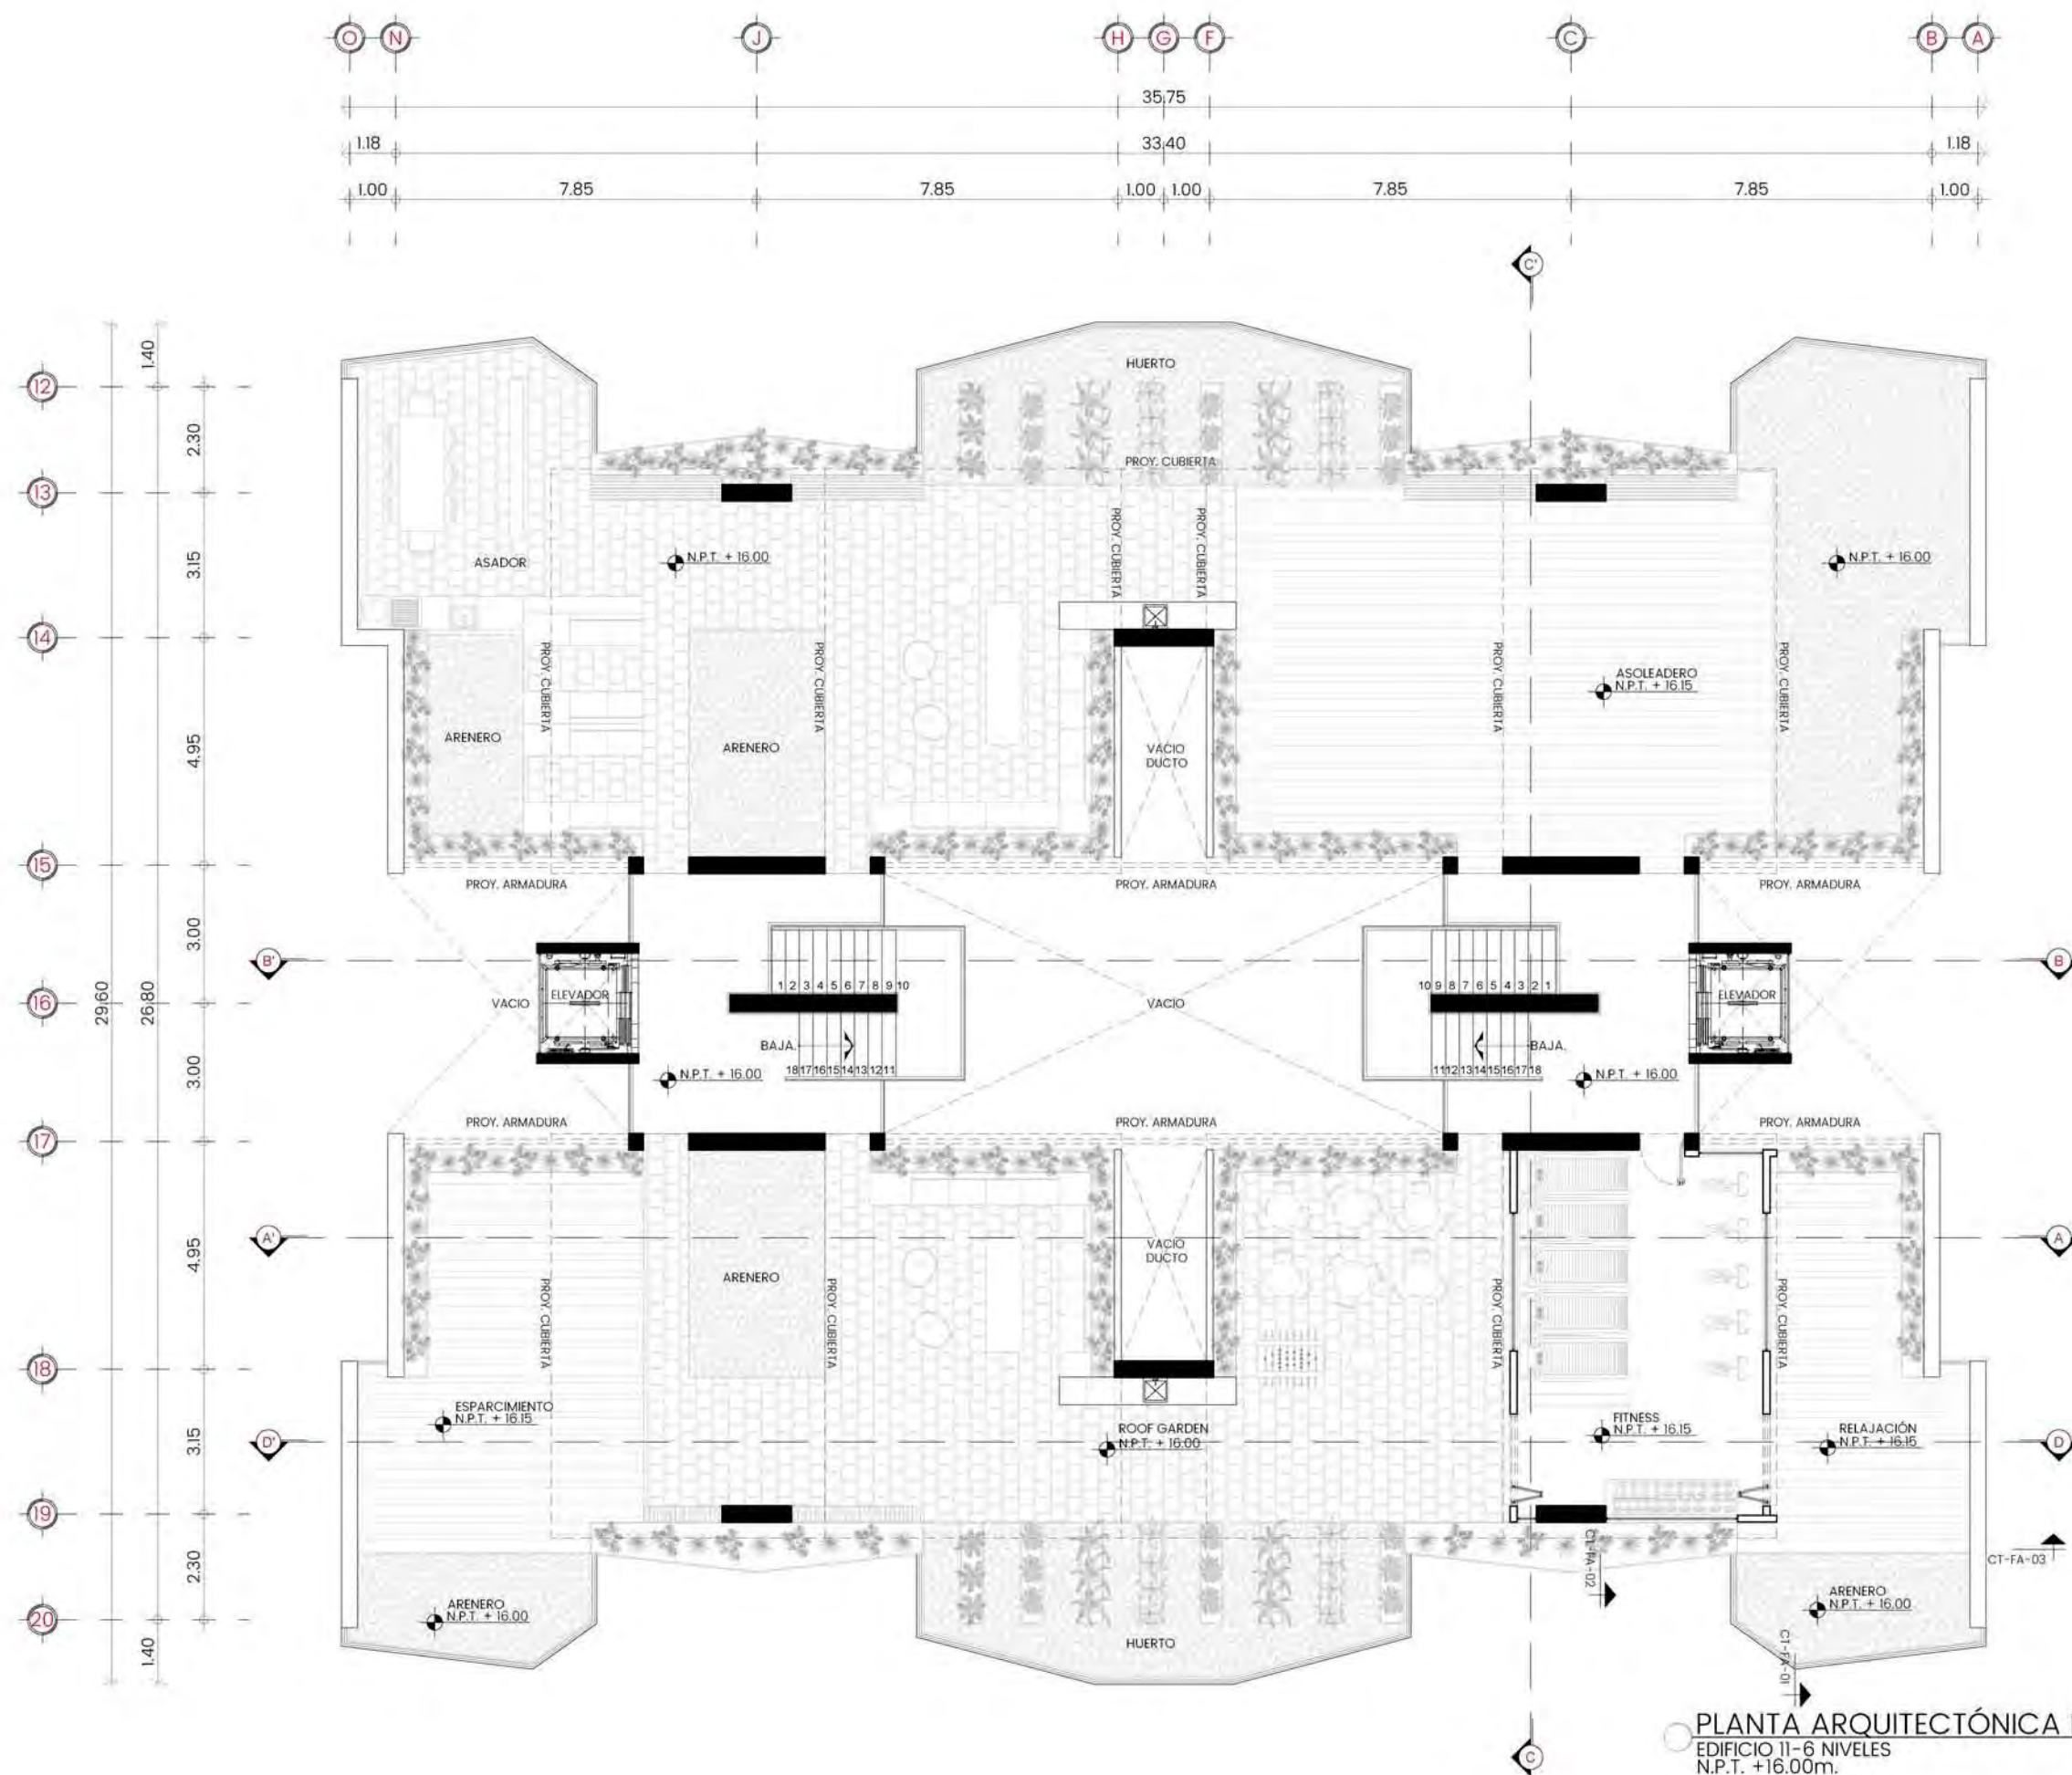 O N J H G F C B A
35.75
1.18 33.40 1.18
1.00 7.85 7.85 1.00 1.00 7.85 7.85 1.00
C'
1.40
12
HUERTO
2.30
PROY. CUBIERTA
13
PROY. CUBIERTA
PROY. CUBIERTA
3.15
ASADOR
N.P.T. + 16.00
N.P.T. + 16.00
14
PROY. CUBIERTA
PROY. CUBIERTA
PROY. CUBIERTA
PROY. CUBIERTA
ASOLEADERO
N.P.T. + 16.15
4.95
ARENERO
ARENERO
VACIO
DUCTO
15
PROY. ARMADURA
PROY. ARMADURA
PROY. ARMADURA
3.00
B' B
29.60
26.80
16
VACIO
ELEVADOR
1 2 3 4 5 6 7 8 9 10
VACIO
10 9 8 7 6 5 4 3 2 1
ELEVADOR
BAJA.
BAJA.
18 17 16 15 14 13 12 11
11 12 13 14 15 16 17 18
3.00
N.P.T. + 16.00
N.P.T. + 16.00
PROY. ARMADURA
PROY. ARMADURA
PROY. ARMADURA
17
A' A
4.95
VACIO
DUCTO
ARENERO
PROY. CUBIERTA
PROY. CUBIERTA
PROY. CUBIERTA
PROY. CUBIERTA
18
ESPARCIMIENTO
N.P.T. + 16.15
ROOF GARDEN
N.P.T. + 16.00
FITNESS
N.P.T. + 16.15
RELAJACIÓN
N.P.T. + 16.15
3.15
D' D
19
CT-FA-02
CT-FA-03
2.30
ARENERO
N.P.T. + 16.00
ARENERO
N.P.T. + 16.00
20
HUERTO
1.40
CT-FA-01
C
PLANTA ARQUITECTÓNICA
EDIFICIO 11-6 NIVELES
N.P.T. +16.00m.